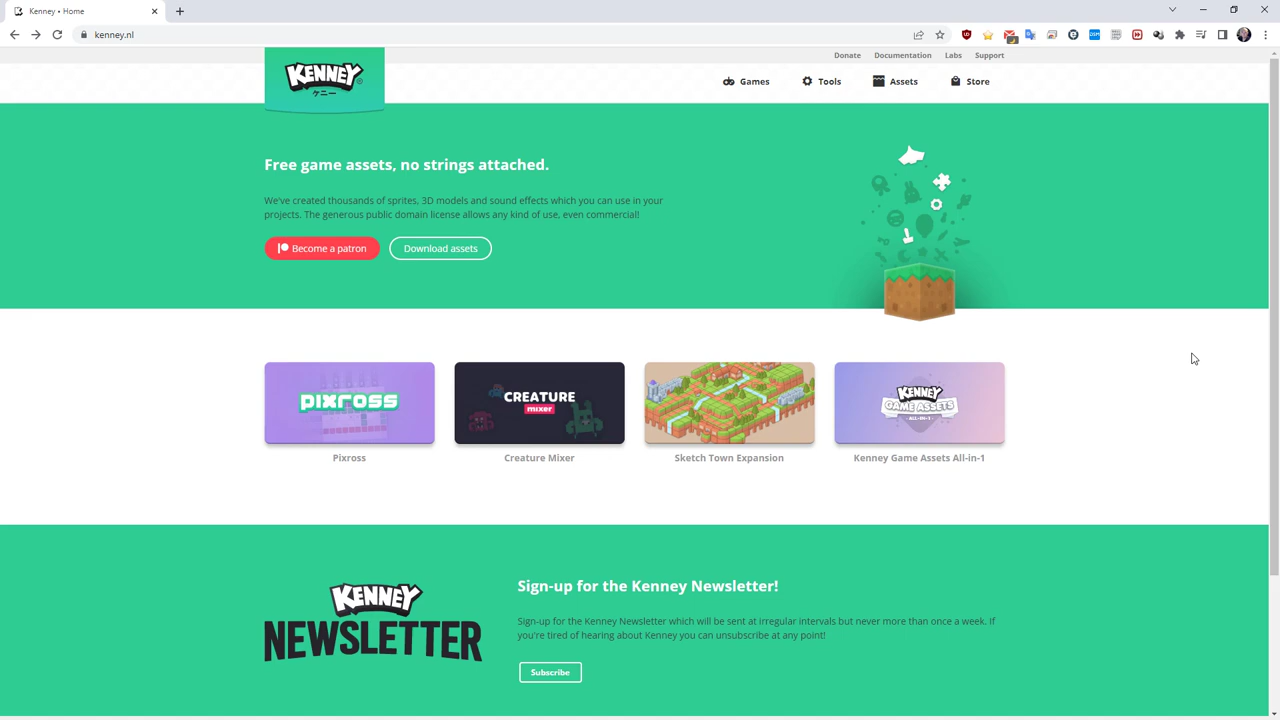 Kenney • Home
kenney.nl
Donate Documentation Labs Support
KENNEY
ケニー
Games Tools Assets Store
Free game assets, no strings attached.
We've created thousands of sprites, 3D models and sound effects which you can use in your
projects. The generous public domain license allows any kind of use, even commercial!
Become a patron Download assets
pixross
CREATURE
mixer
KENNEY
GAME ASSETS
ALL-IN-1
Pixross Creature Mixer Sketch Town Expansion Kenney Game Assets All-in-1
KENNEY
NEWSLETTER
Sign-up for the Kenney Newsletter!
Sign-up for the Kenney Newsletter which will be sent at irregular intervals but never more than once a week. If
you're tired of hearing about Kenney you can unsubscribe at any point!
Subscribe